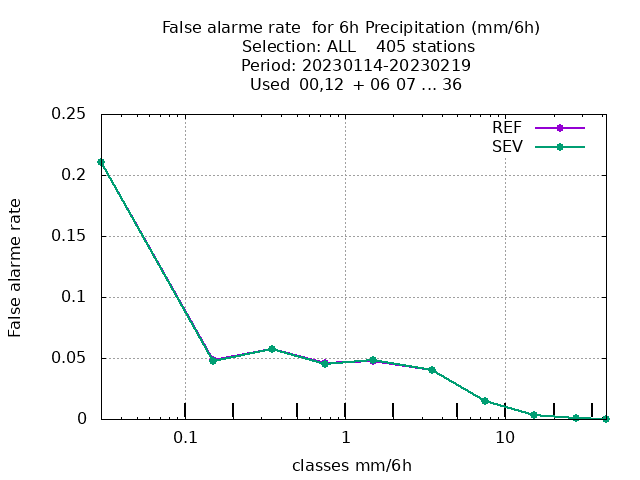 False alarme rate  for 6h Precipitation (mm/6h)
Selection: ALL    405 stations
Period: 20230114-20230219
Used  00,12  + 06 07 ... 36
REF
SEV
0.25
0.2
0.15
0.1
0.05
0
False alarme rate
0.1
1
10
classes mm/6h